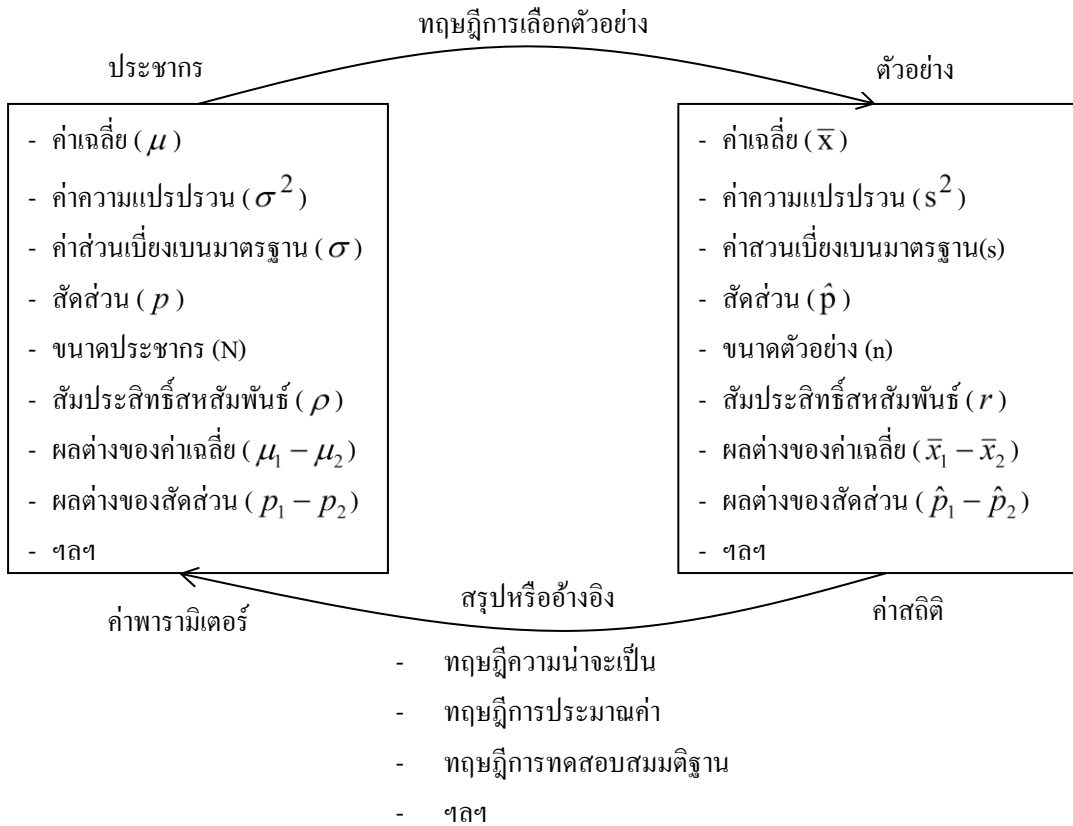 ทฤษฎีการเลือกตัวอย่าง
ประชากร
- ค่าเฉลี่ย ( μ )
- ค่าความแปรปรวน ( σ² )
- ค่าส่วนเบี่ยงเบนมาตรฐาน ( σ )
- สัดส่วน ( p )
- ขนาดประชากร (N)
- สัมประสิทธิ์สหสัมพันธ์ ( ρ )
- ผลต่างของค่าเฉลี่ย ( μ₁ − μ₂ )
- ผลต่างของสัดส่วน ( p₁ − p₂ )
- ฯลฯ
ค่าพารามิเตอร์
ตัวอย่าง
- ค่าเฉลี่ย ( x̄ )
- ค่าความแปรปรวน ( s² )
- ค่าสวนเบี่ยงเบนมาตรฐาน(s)
- สัดส่วน ( p̂ )
- ขนาดตัวอย่าง (n)
- สัมประสิทธิ์สหสัมพันธ์ ( r )
- ผลต่างของค่าเฉลี่ย ( x̄₁ − x̄₂ )
- ผลต่างของสัดส่วน ( p̂₁ − p̂₂ )
- ฯลฯ
ค่าสถิติ
สรุปหรืออ้างอิง
- ทฤษฎีความน่าจะเป็น
- ทฤษฎีการประมาณค่า
- ทฤษฎีการทดสอบสมมติฐาน
- ฯลฯ